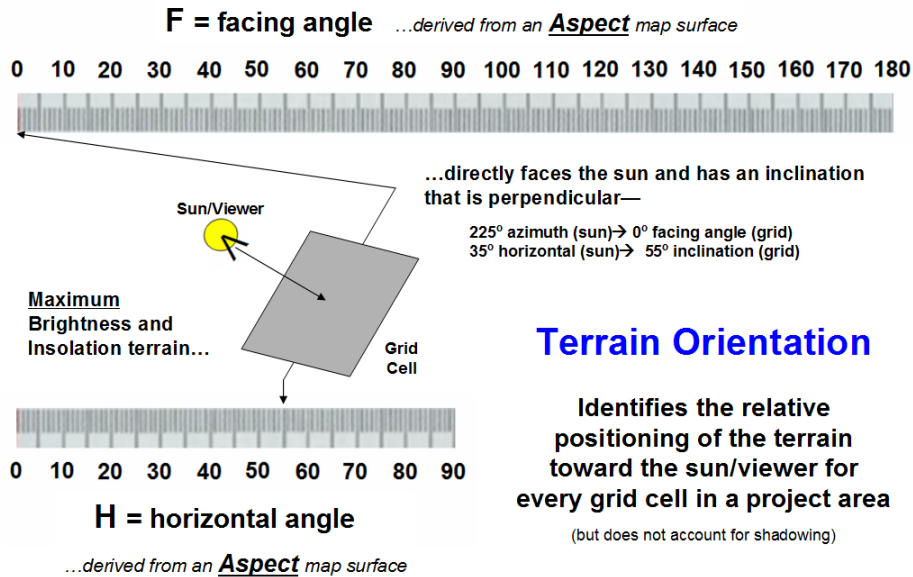 F = facing angle ...derived from an Aspect map surface
0 10 20 30 40 50 60 70 80 90 100 110 120 130 140 150 160 170 180
…directly faces the sun and has an inclination
that is perpendicular—
Sun/Viewer
225° azimuth (sun)→ 0° facing angle (grid)
35° horizontal (sun)→ 55° inclination (grid)
Maximum
Brightness and
Insolation terrain…
Grid
Cell
Terrain Orientation
Identifies the relative
positioning of the terrain
toward the sun/viewer for
every grid cell in a project area
(but does not account for shadowing)
0 10 20 30 40 50 60 70 80 90
H = horizontal angle
...derived from an Aspect map surface